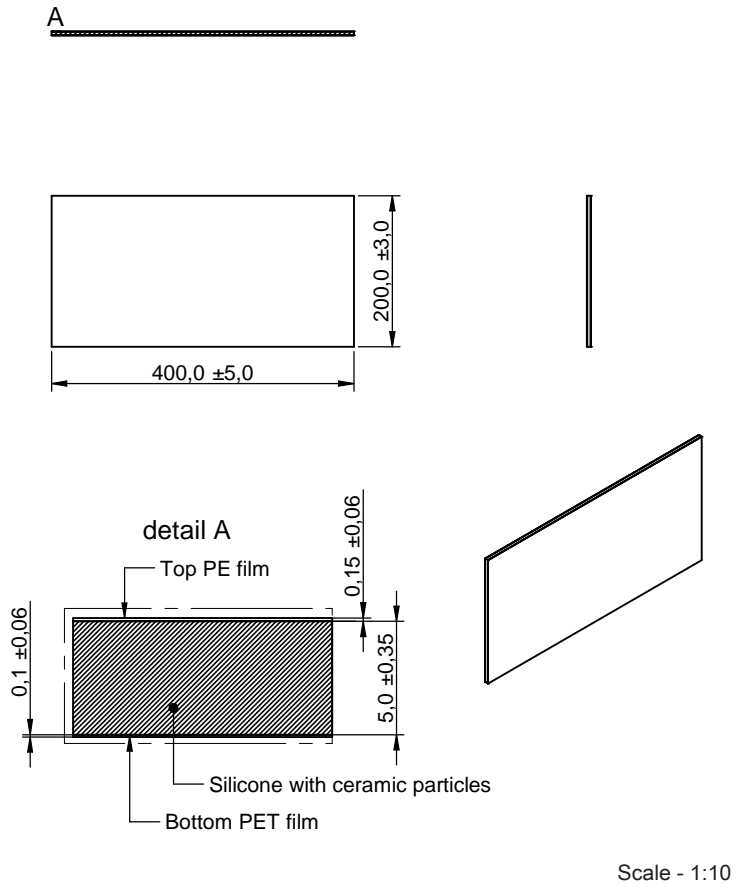 A
200,0 ±3,0
400,0 ±5,0
detail A
Top PE film
0,15 ±0,06
0,1 ±0,06
5,0 ±0,35
Silicone with ceramic particles
Bottom PET film
Scale - 1:10